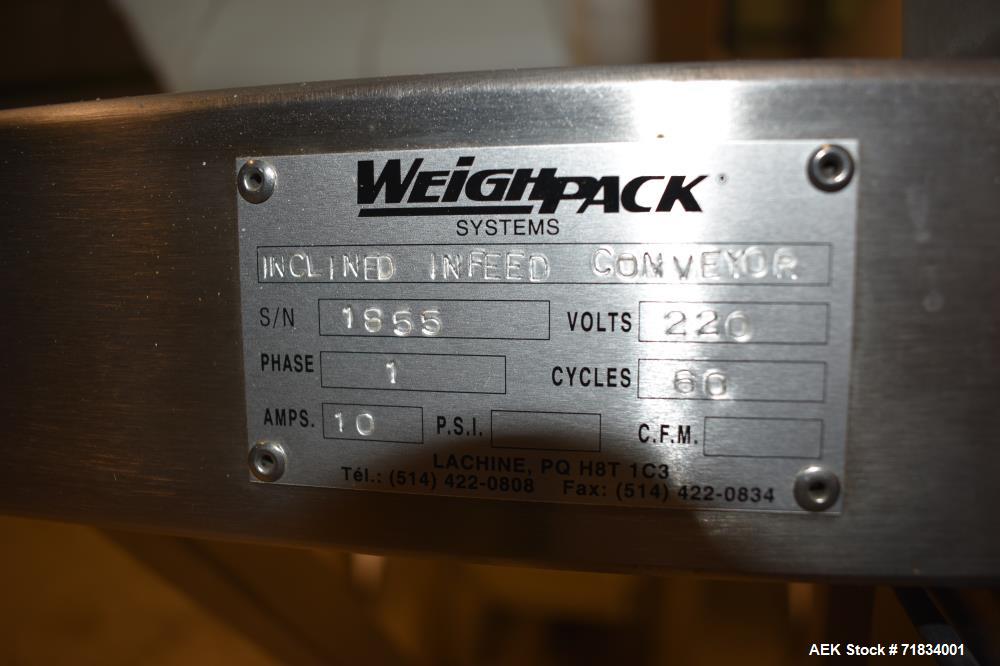 WEIGHPACK
SYSTEMS
INCLINED INFEED CONVEYOR
S/N 1855 VOLTS 220
PHASE 1 CYCLES 60
AMPS. 10 P.S.I. C.F.M.
LACHINE, PQ H8T 1C3
Tél.: (514) 422-0808 Fax: (514) 422-0834
AEK Stock #71834001